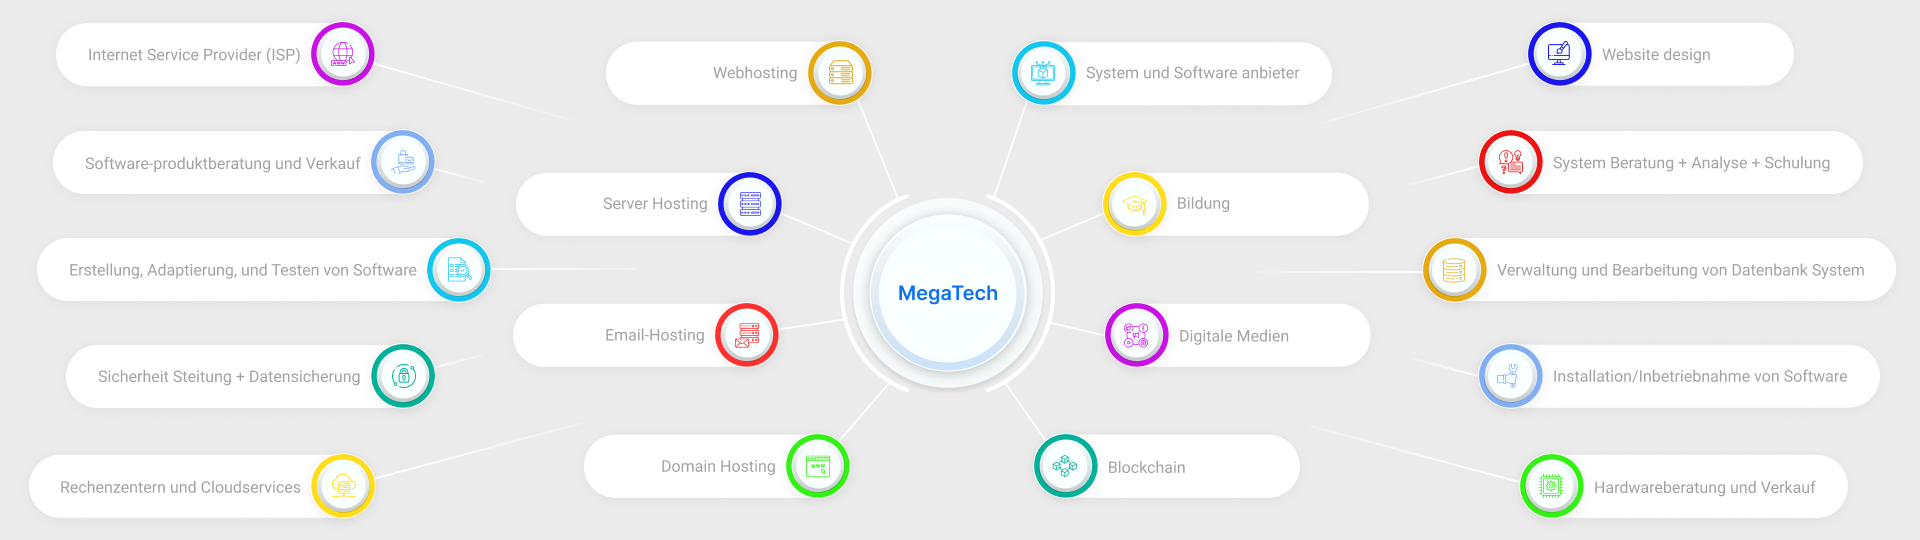 Internet Service Provider (ISP)
Software-produktberatung und Verkauf
Erstellung, Adaptierung, und Testen von Software
Sicherheit Steitung + Datensicherung
Rechenzentern und Cloudservices
Webhosting
Server Hosting
Email-Hosting
Domain Hosting
MegaTech
System und Software anbieter
Bildung
Digitale Medien
Blockchain
Website design
System Beratung + Analyse + Schulung
Verwaltung und Bearbeitung von Datenbank System
Installation/Inbetriebnahme von Software
Hardwareberatung und Verkauf